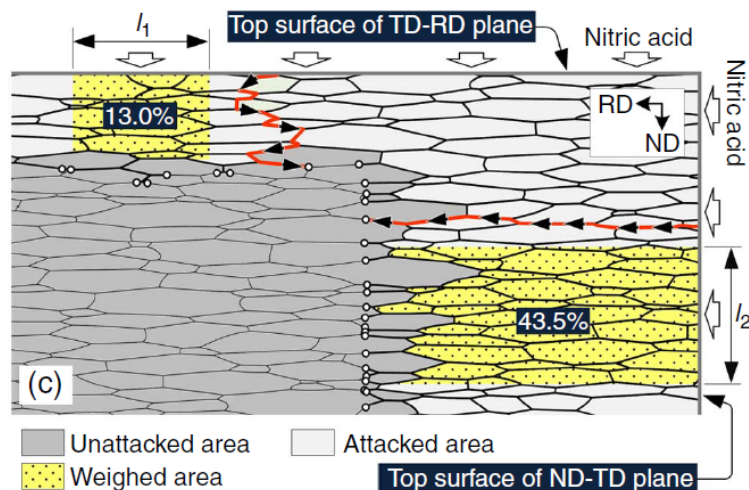 l1
Top surface of TD-RD plane
Nitric acid
Nitric acid
13.0%
RD
ND
43.5%
l2
(c)
Unattacked area
Attacked area
Weighed area
Top surface of ND-TD plane